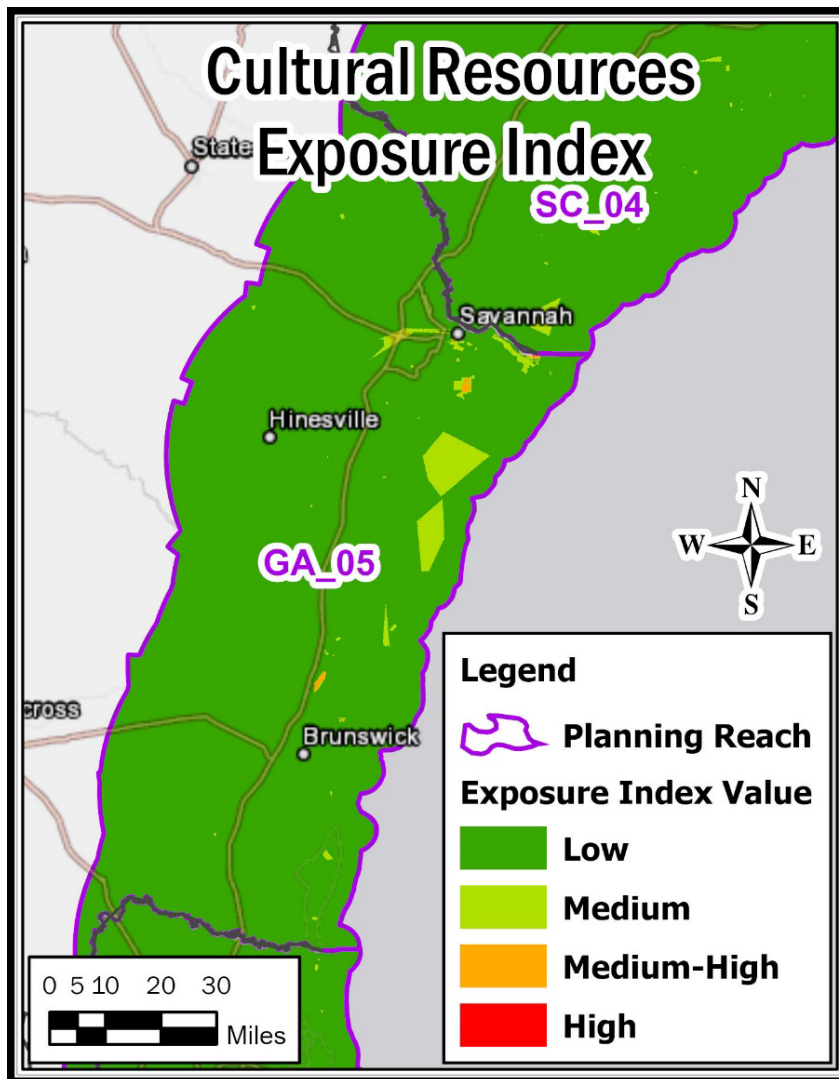 Cultural Resources
Exposure Index
State
SC_04
Savannah
Hinesville
GA_05
cross
Brunswick
N
W E
S
Legend
Planning Reach
Exposure Index Value
Low
Medium
Medium-High
High
0 5 10 20 30
Miles